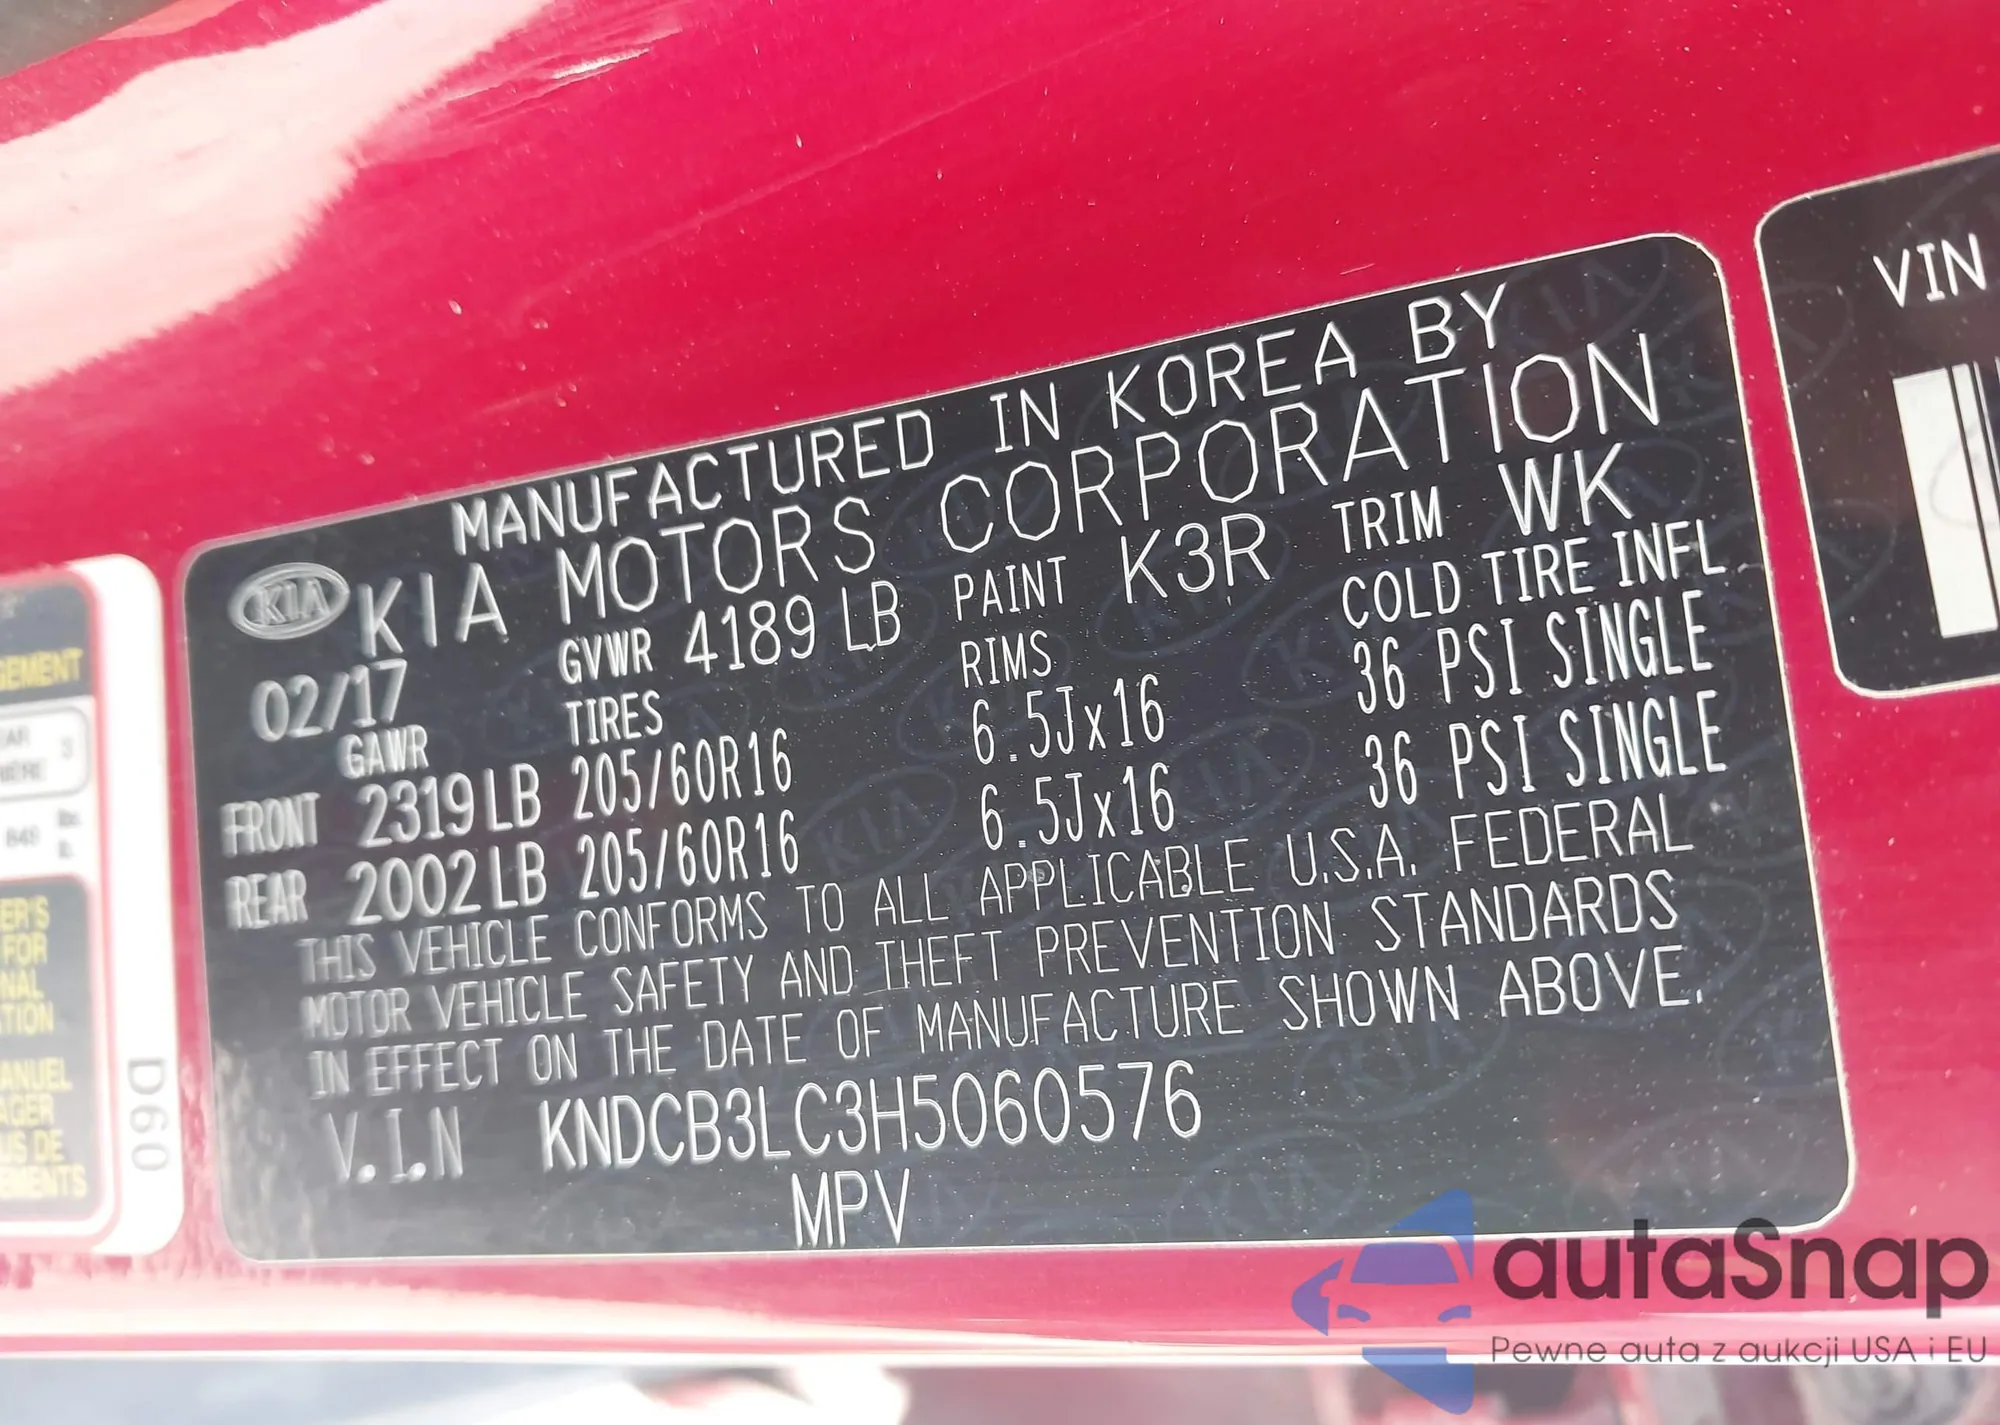 MANUFACTURED IN KOREA BY
KIA KIA MOTORS CORPORATION
02/17 GVWR 4189 LB PAINT K3R TRIM WK
GAWR TIRES RIMS COLD TIRE INFL
FRONT 2319 LB 205/60R16 6.5Jx16 36 PSI SINGLE
REAR 2002 LB 205/60R16 6.5Jx16 36 PSI SINGLE
THIS VEHICLE CONFORMS TO ALL APPLICABLE U.S.A. FEDERAL
MOTOR VEHICLE SAFETY AND THEFT PREVENTION STANDARDS
IN EFFECT ON THE DATE OF MANUFACTURE SHOWN ABOVE.
V.I.N KNDCB3LC3H5060576
MPV
VIN
D60
autaSnap
Pewne auta z aukcji USA i EU